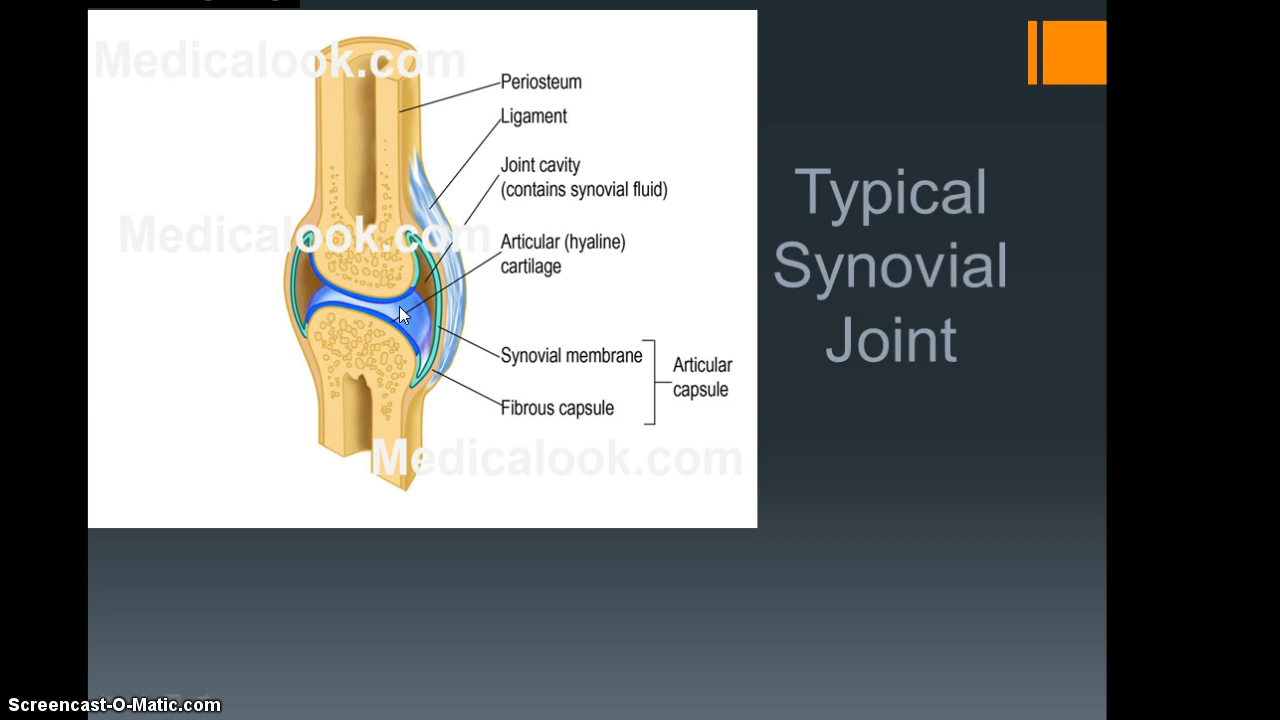 Medicalook.com
Periosteum
Ligament
Joint cavity
(contains synovial fluid)
Medicalook.com
Articular (hyaline)
cartilage
Synovial membrane
Articular
capsule
Fibrous capsule
Medicalook.com
Typical
Synovial
Joint
Screencast-O-Matic.com